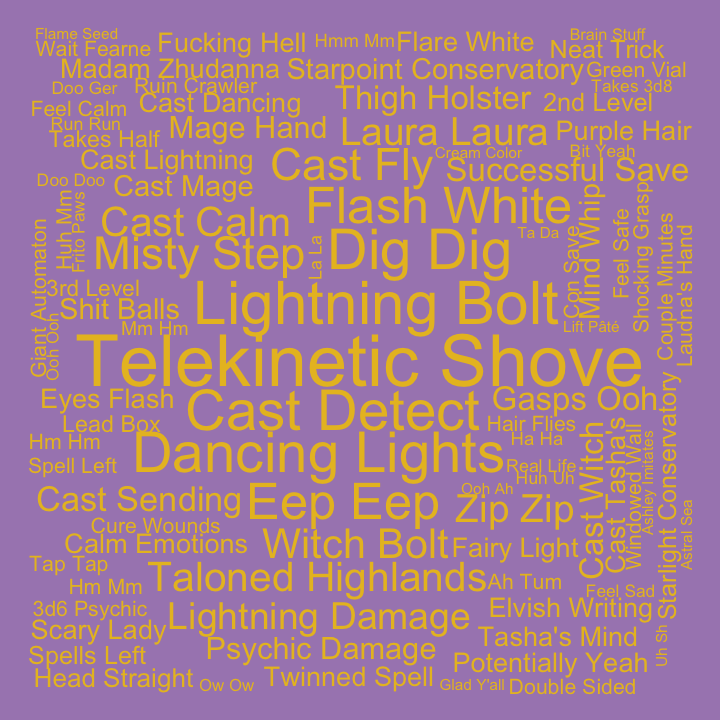 Flame Seed
Wait Fearne
Fucking Hell
Hmm Mm
Flare White
Brain Stuff
Neat Trick
Madam Zhudanna
Starpoint Conservatory
Green Vial
Doo Ger
Ruin Crawler
Takes 3d8
Feel Calm
Cast Dancing
Thigh Holster
2nd Level
Run Run
Takes Half
Mage Hand
Laura Laura
Purple Hair
Cast Lightning
Cast Fly
Cream Color
Bit Yeah
Successful Save
Doo Doo
Cast Mage
Huh Mm
Frito Paws
Flash White
Mind Whip
Feel Safe
Shocking Grasp
Cast Calm
Ta Da
Misty Step
La La
Dig Dig
Con Save
Couple Minutes
Laudna's Hand
Giant Automaton
3rd Level
Shit Balls
Lightning Bolt
Mm Hm
Ooh Ooh
Lift Pâté
Telekinetic Shove
Eyes Flash
Cast Detect
Gasps Ooh
Lead Box
Hair Flies
Hm Hm
Dancing Lights
Ha Ha
Spell Left
Real Life
Huh Uh
Cast Witch
Cast Tasha's
Windowed Wall
Ashley Imitates
Starlight Conservatory
Astral Sea
Cast Sending
Eep Eep
Ooh Ah
Zip Zip
Cure Wounds
Calm Emotions
Witch Bolt
Fairy Light
Tap Tap
Taloned Highlands
Ah Tum
Hm Mm
Feel Sad
3d6 Psychic
Lightning Damage
Elvish Writing
Scary Lady
Tasha's Mind
Uh Sh
Spells Left
Psychic Damage
Potentially Yeah
Head Straight
Ow Ow
Twinned Spell
Glad Y'all
Double Sided